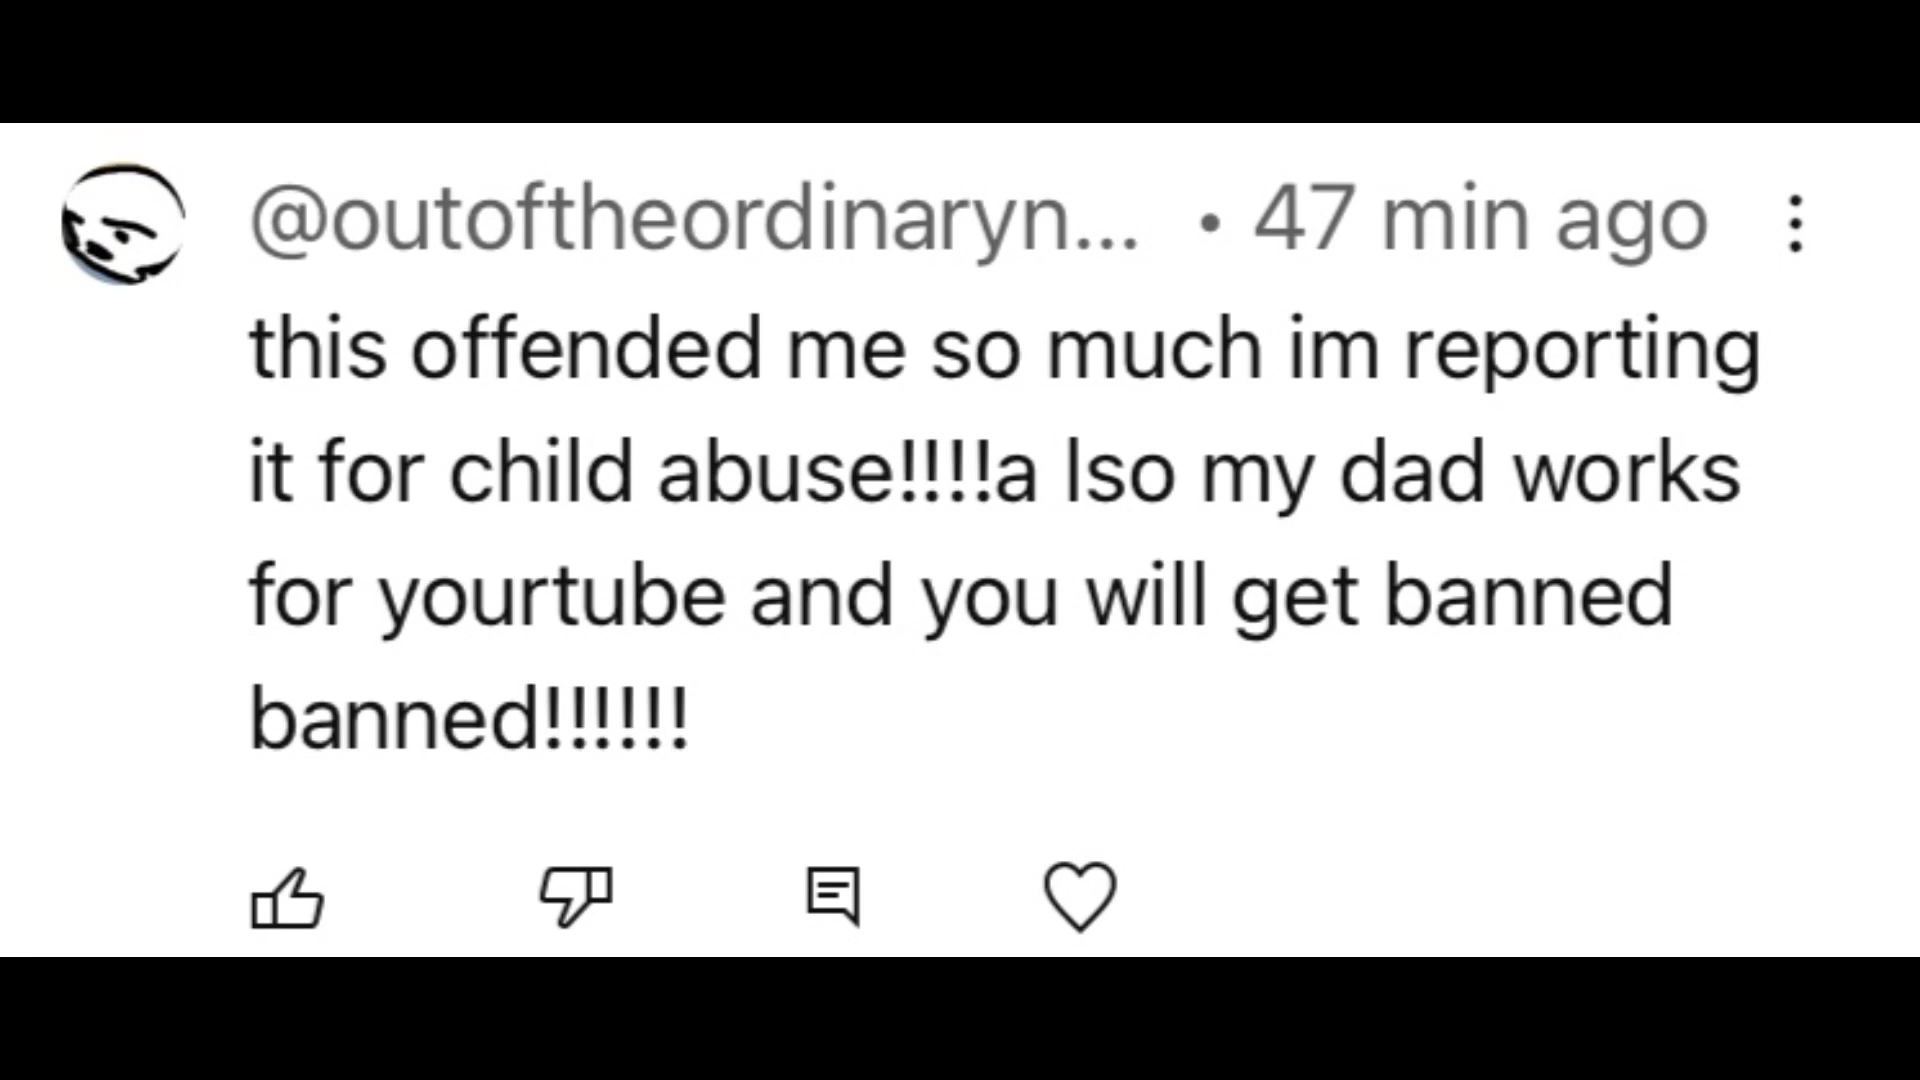 @outoftheordinaryn... • 47 min ago
this offended me so much im reporting
it for child abuse!!!!a lso my dad works
for yourtube and you will get banned
banned!!!!!!